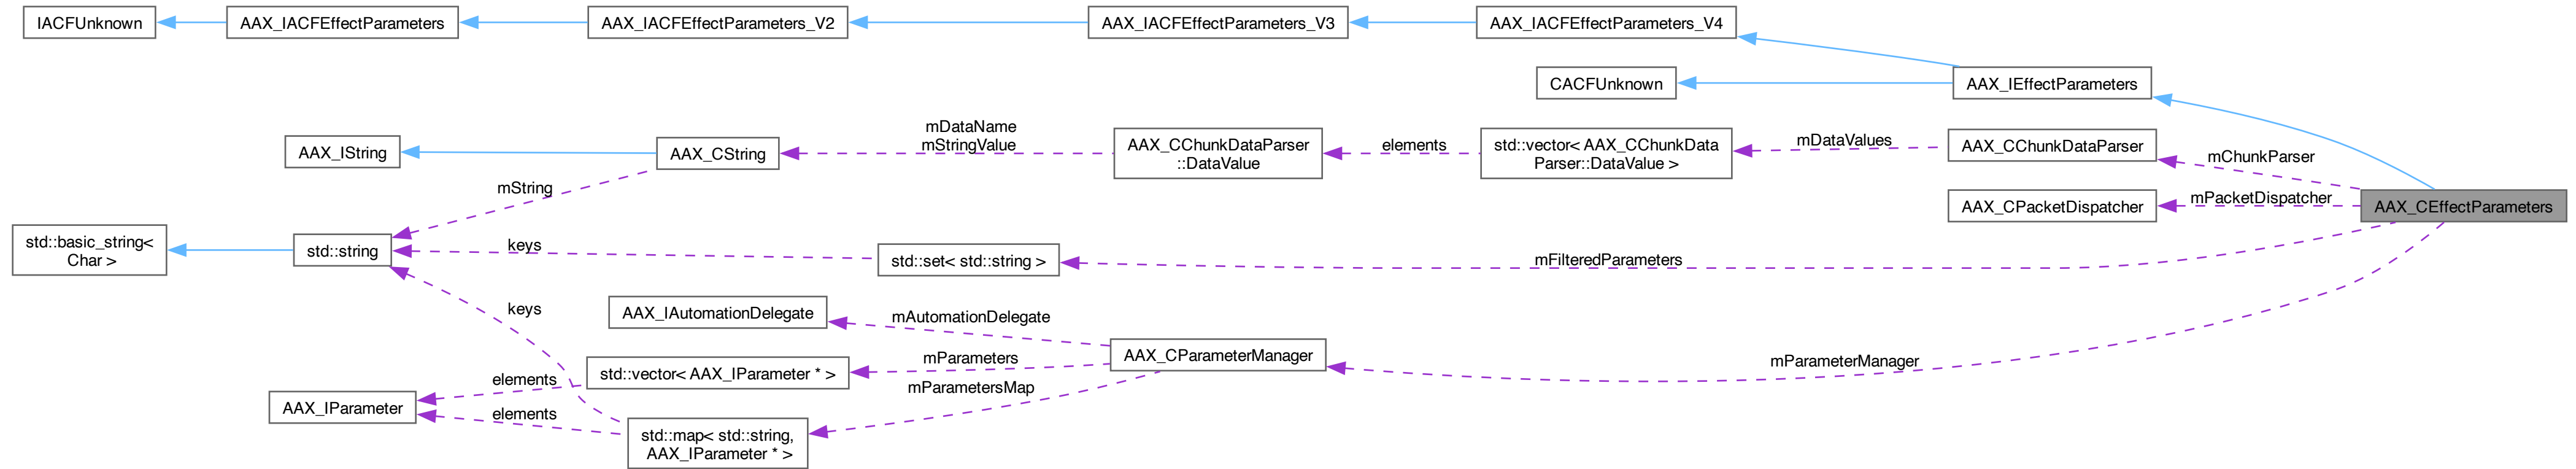 IACFUnknown
AAX_IACFEffectParameters
AAX_IACFEffectParameters_V2
AAX_IACFEffectParameters_V3
AAX_IACFEffectParameters_V4
CACFUnknown
AAX_IEffectParameters
AAX_IString
AAX_CString
mDataName
mStringValue
AAX_CChunkDataParser
::DataValue
elements
std::vector< AAX_CChunkData
Parser::DataValue >
mDataValues
AAX_CChunkDataParser
mChunkParser
mString
AAX_CPacketDispatcher
mPacketDispatcher
AAX_CEffectParameters
std::basic_string<
Char >
std::string
keys
std::set< std::string >
mFilteredParameters
keys
AAX_IAutomationDelegate
mAutomationDelegate
AAX_CParameterManager
mParameterManager
std::vector< AAX_IParameter * >
mParameters
elements
mParametersMap
AAX_IParameter
elements
std::map< std::string,
AAX_IParameter * >